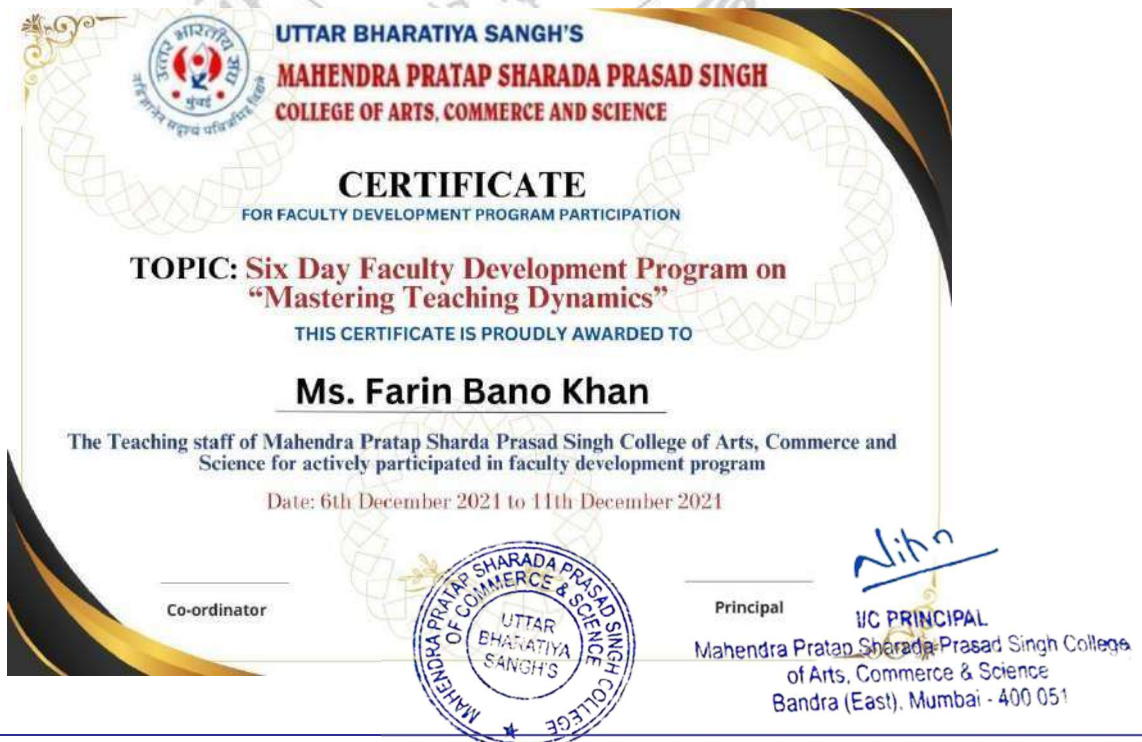 उत्तर भारतीय संघ
मुंबई
UTTAR BHARATIYA SANGH'S
MAHENDRA PRATAP SHARADA PRASAD SINGH
COLLEGE OF ARTS, COMMERCE AND SCIENCE
CERTIFICATE
FOR FACULTY DEVELOPMENT PROGRAM PARTICIPATION
TOPIC: Six Day Faculty Development Program on
“Mastering Teaching Dynamics”
THIS CERTIFICATE IS PROUDLY AWARDED TO
Ms. Farin Bano Khan
The Teaching staff of Mahendra Pratap Sharda Prasad Singh College of Arts, Commerce and
Science for actively participated in faculty development program
Date: 6th December 2021 to 11th December 2021
Co-ordinator
MAHENDRA PRATAP SHARADA PRASAD SINGH COLLEGE
OF COMMERCE & SCIENCE
UTTAR
BHARATIYA
SANGH'S
Principal
I/C PRINCIPAL
Mahendra Pratap Sharada Prasad Singh College
of Arts, Commerce & Science
Bandra (East), Mumbai - 400 051